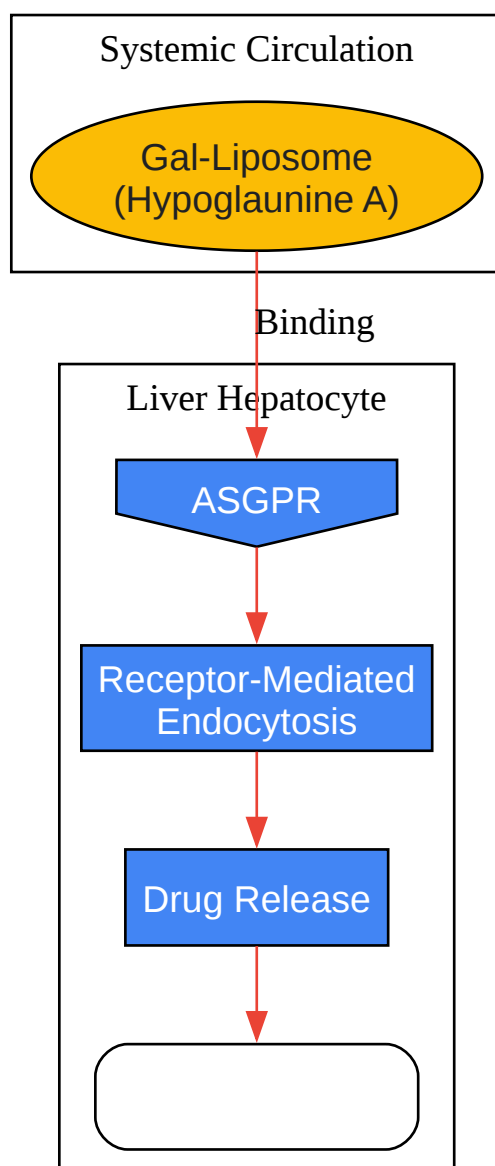 Systemic Circulation
Gal-Liposome
(Hypoglaunine A)
Binding
Liver Hepatocyte
ASGPR
Receptor-Mediated
Endocytosis
Drug Release